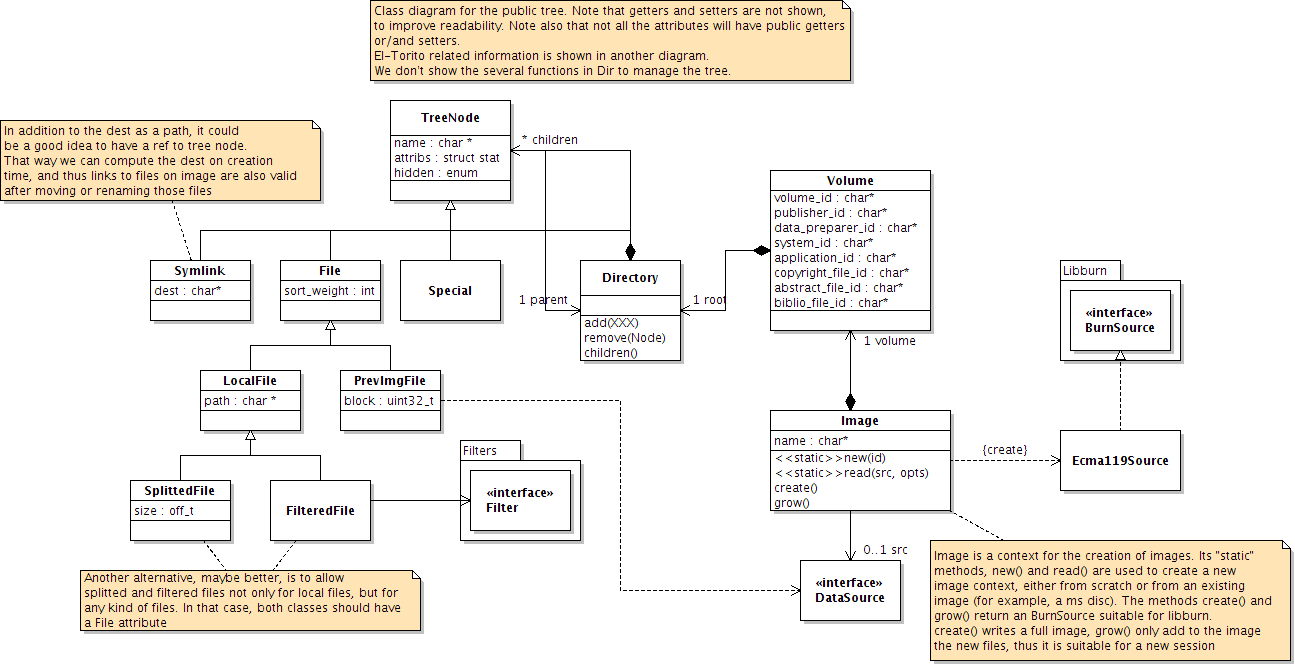 Class diagram for the public tree. Note that getters and setters are not shown,
to improve readability. Note also that not all the attributes will have public getters
or/and setters.
El-Torito related information is shown in another diagram.
We don't show the several functions in Dir to manage the tree.
In addition to the dest as a path, it could
be a good idea to have a ref to tree node.
That way we can compute the dest on creation
time, and thus links to files on image are also valid
after moving or renaming those files
TreeNode
name : char *
attribs : struct stat
hidden : enum
* children
Volume
volume_id : char*
publisher_id : char*
data_preparer_id : char*
system_id : char*
application_id : char*
copyright_file_id : char*
abstract_file_id : char*
biblio_file_id : char*
Symlink
dest : char*
File
sort_weight : int
Special
Directory
add(XXX)
remove(Node)
children()
1 parent
1 root
1 volume
Libburn
«interface»
BurnSource
LocalFile
path : char *
PrevImgFile
block : uint32_t
Image
name : char*
<<static>>new(id)
<<static>>read(src, opts)
create()
grow()
{create}
Ecma119Source
Filters
«interface»
Filter
SplittedFile
size : off_t
FilteredFile
0..1 src
«interface»
DataSource
Another alternative, maybe better, is to allow
splitted and filtered files not only for local files, but for
any kind of files. In that case, both classes should have
a File attribute
Image is a context for the creation of images. Its "static"
methods, new() and read() are used to create a new
image context, either from scratch or from an existing
image (for example, a ms disc). The methods create() and
grow() return an BurnSource suitable for libburn.
create() writes a full image, grow() only add to the image
the new files, thus it is suitable for a new session